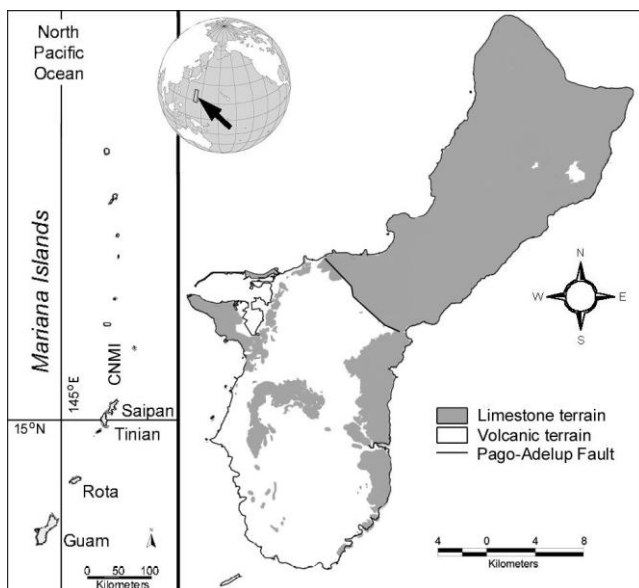 North
Pacific
Ocean
Mariana Islands
CNMI
145°E
15°N
Saipan
Tinian
Rota
Guam
0 50 100
Kilometers
N
W E
S
Limestone terrain
Volcanic terrain
Pago-Adelup Fault
4 0 4 8
Kilometers